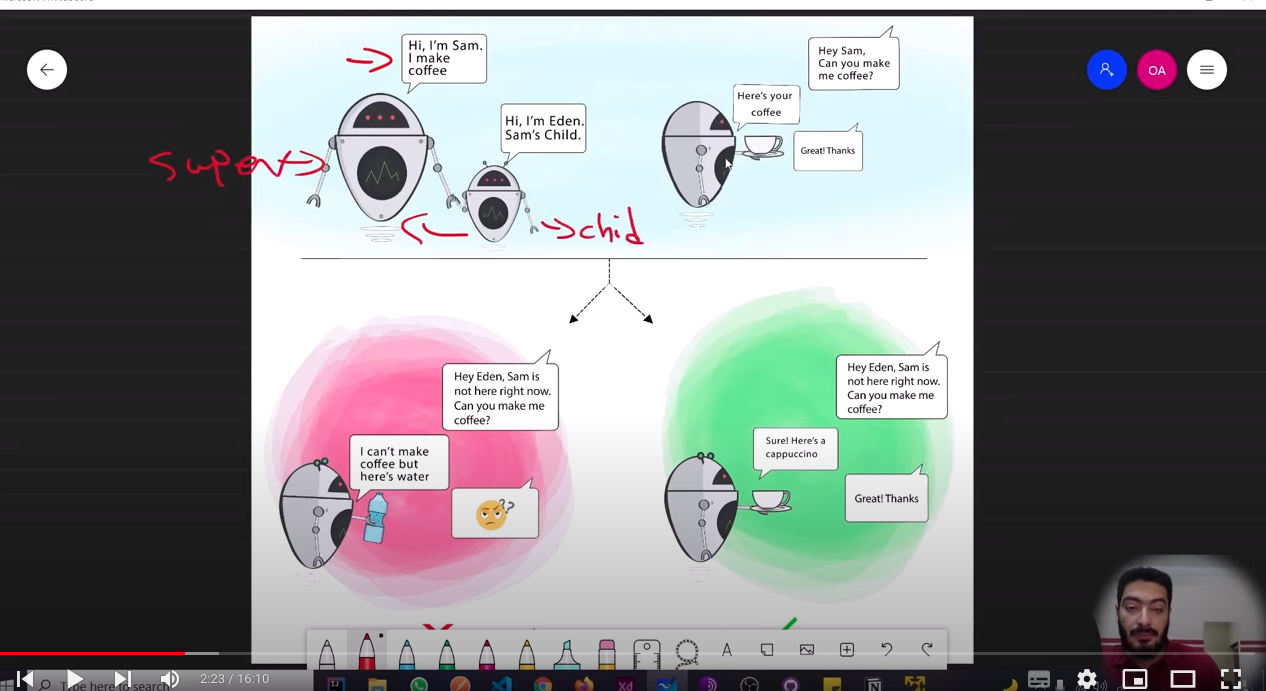 Hi, I'm Sam.
I make
coffee
Hey Sam,
Can you make
me coffee?
OA
Here's your
coffee
Hi, I'm Eden.
Sam's Child.
Great! Thanks
super
chid
Hey Eden, Sam is
not here right now.
Can you make me
coffee?
Hey Eden, Sam is
not here right now.
Can you make me
coffee?
I can't make
coffee but
here's water
??
Sure! Here's a
cappuccino
Great! Thanks
A
2:23 / 16:10
Type here to search
Xd